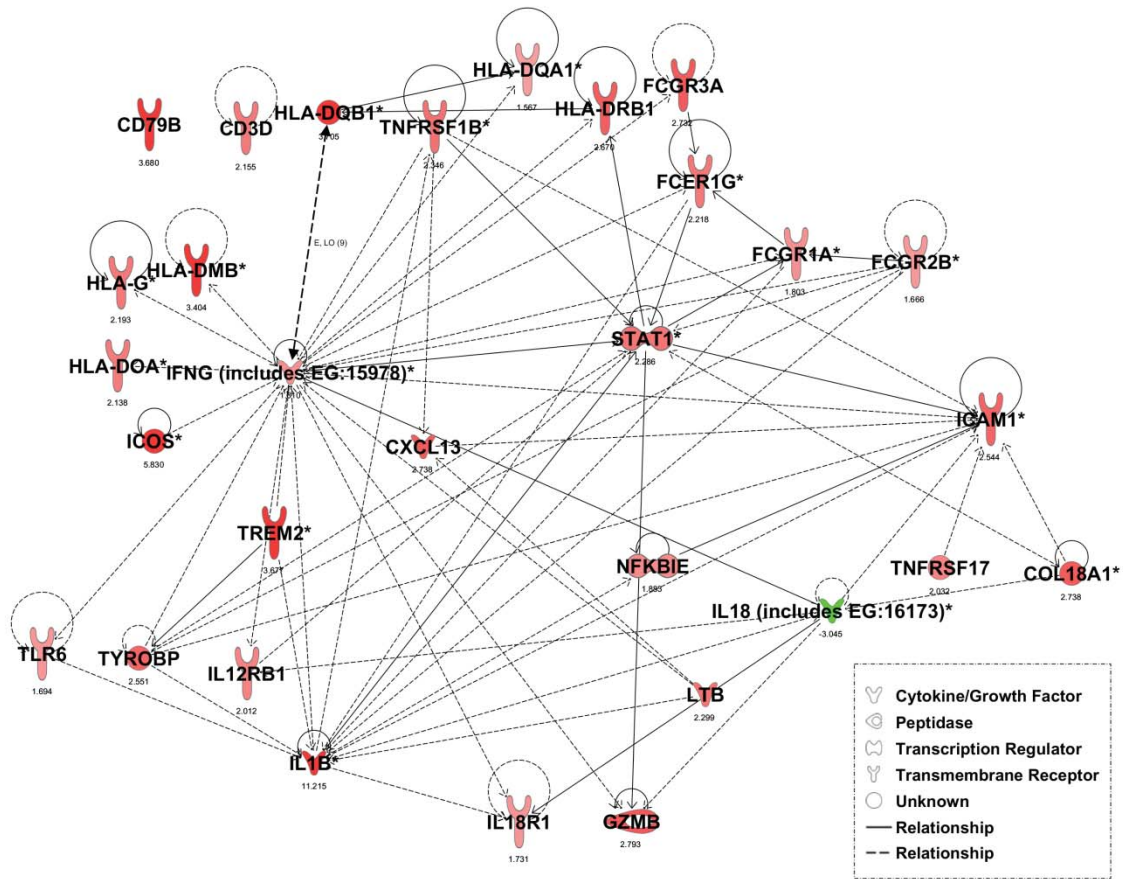 HLA-DQA1*
1.567
FCGR3A
2.732
HLA-DRB1
2.670
HLA-DQB1*
CD79B
3.680
CD3D
2.155
TNFRSF1B*
2.346
FCER1G*
2.218
E, LO (9)
FCGR1A*
1.803
FCGR2B*
1.666
HLA-DMB*
3.404
HLA-G*
2.193
STAT1*
2.286
HLA-DOA*
2.138
IFNG (includes EG:15978)*
ICOS*
5.830
CXCL13
2.738
ICAM1*
2.544
TREM2*
3.677
NFKBIE
1.883
TNFRSF17
2.032
COL18A1*
2.738
IL18 (includes EG:16173)*
-3.045
TLR6
1.694
TYROBP
2.551
IL12RB1
2.012
LTB
2.299
IL1B*
11.215
IL18R1
1.731
GZMB
2.793
Cytokine/Growth Factor
Peptidase
Transcription Regulator
Transmembrane Receptor
Unknown
Relationship
Relationship